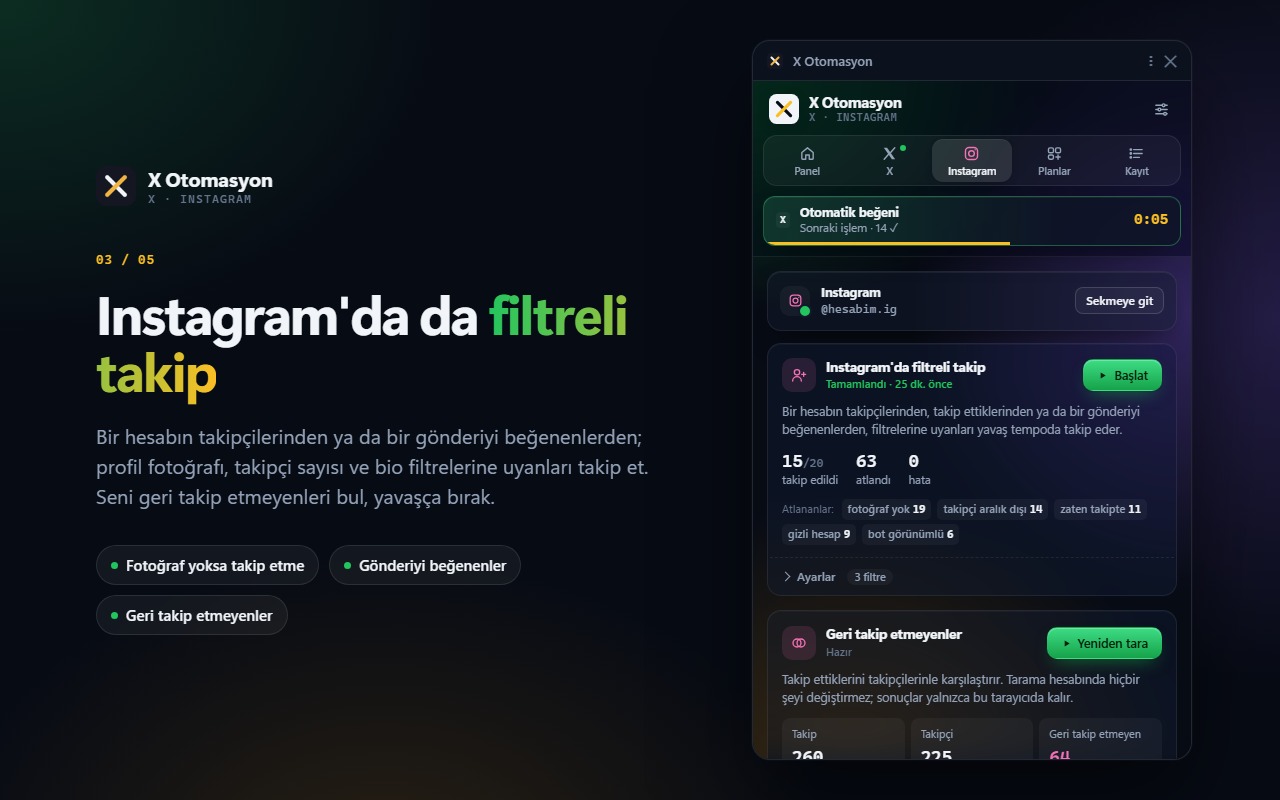 X Otomasyon
X · INSTAGRAM
03 / 05
Instagram'da da filtreli
takip
Bir hesabın takipçilerinden ya da bir gönderiyi beğenenlerden;
profil fotoğrafı, takipçi sayısı ve bio filtrelerine uyanları takip et.
Seni geri takip etmeyenleri bul, yavaşça bırak.
Fotoğraf yoksa takip etme
Gönderiyi beğenenler
Geri takip etmeyenler
X Otomasyon
X Otomasyon
X · INSTAGRAM
Panel
X
Instagram
Planlar
Kayıt
X
Otomatik beğeni
Sonraki işlem · 14 ✓
0:05
Instagram
@hesabim.ig
Sekmeye git
Instagram'da filtreli takip
Tamamlandı · 25 dk. önce
Başlat
Bir hesabın takipçilerinden, takip ettiklerinden ya da bir gönderiyi
beğenenlerden, filtrelerine uyanları yavaş tempoda takip eder.
15/20 63 0
takip edildi atlandı hata
Atlananlar: fotoğraf yok 19 takipçi aralık dışı 14 zaten takipte 11
gizli hesap 9 bot görünümlü 6
Ayarlar 3 filtre
Geri takip etmeyenler
Hazır
Yeniden tara
Takip ettiklerini takipçilerinle karşılaştırır. Tarama hesabında hiçbir
şeyi değiştirmez; sonuçlar yalnızca bu tarayıcıda kalır.
Takip Takipçi Geri takip etmeyen
260 225 64